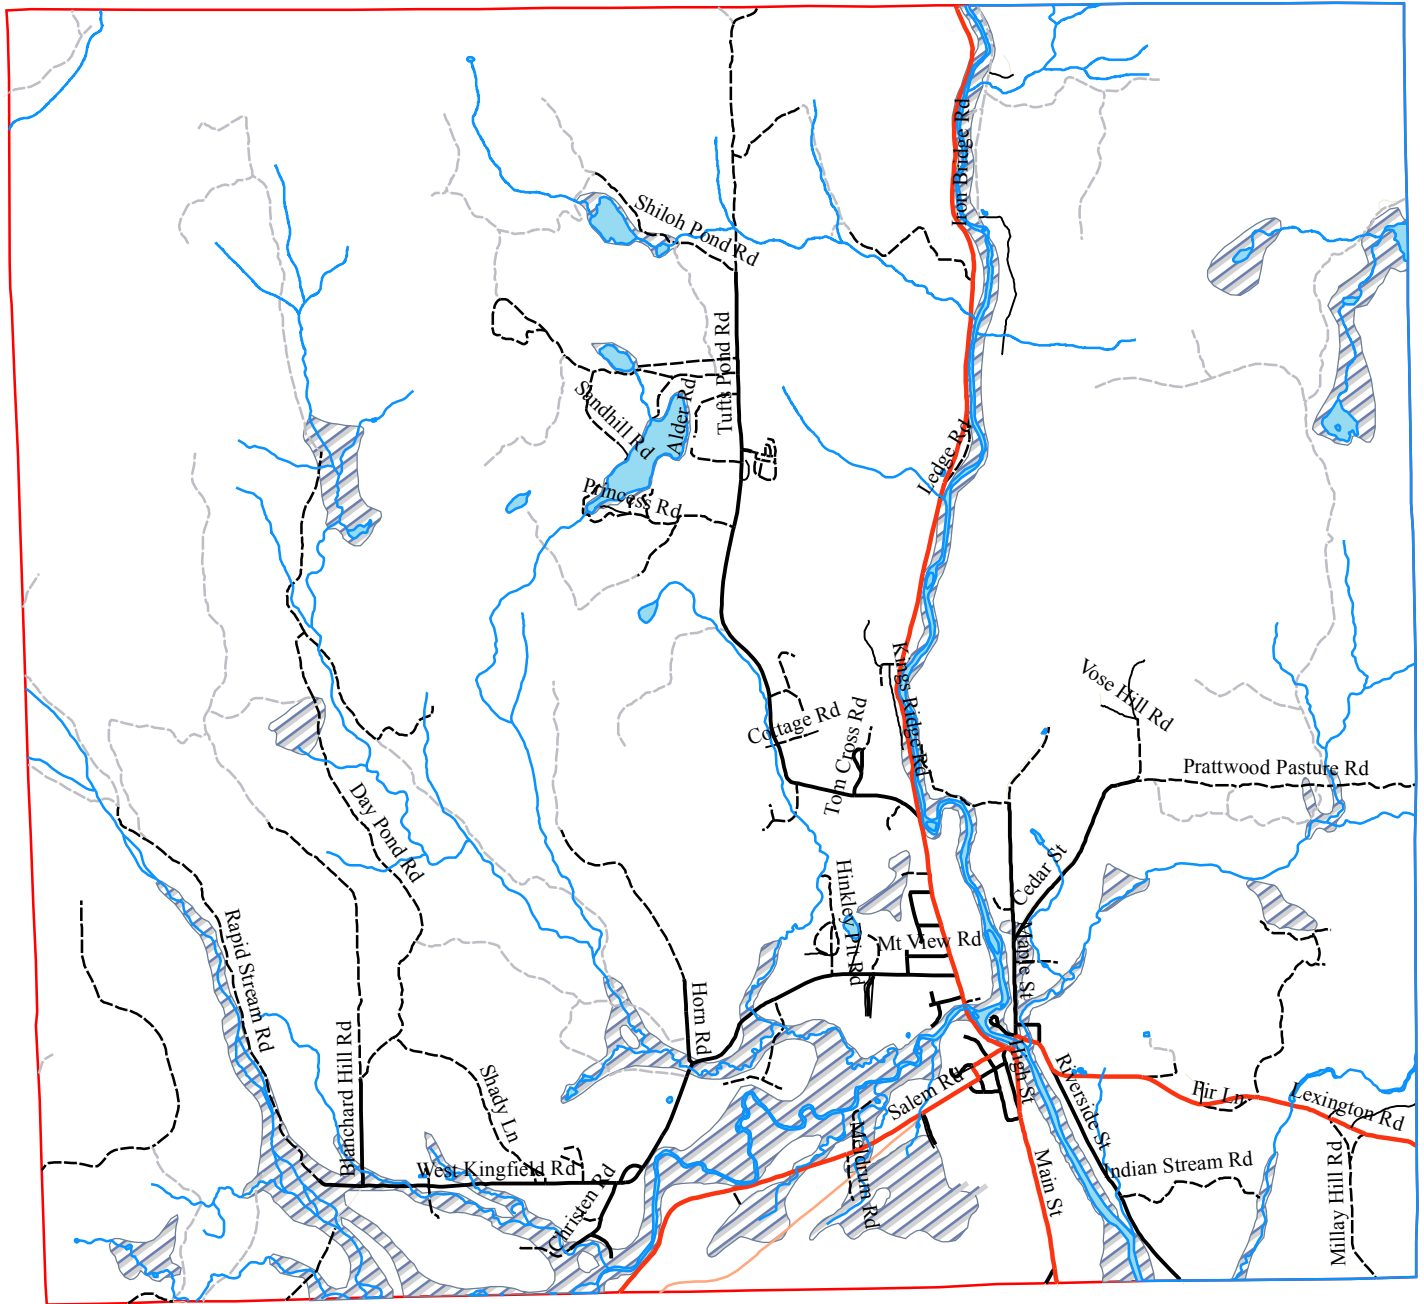 Iron Bridge Rd
Shiloh Pond Rd
Tufts Pond Rd
Sandhill Rd
Alder Rd
Princess Rd
Ledge Rd
Kings Ridge Rd
Vose Hill Rd
Cottage Rd
Tom Cross Rd
Prattwood Pasture Rd
Day Pond Rd
Cedar St
Hinkley Pit Rd
Mt View Rd
Maple St
Rapid Stream Rd
Horn Rd
Blanchard Hill Rd
Shady Ln
High St
Salem Rd
Riverside St
Fir Ln
Lexington Rd
Meldrum Rd
West Kingfield Rd
Christen Rd
Main St
Indian Stream Rd
Millay Hill Rd